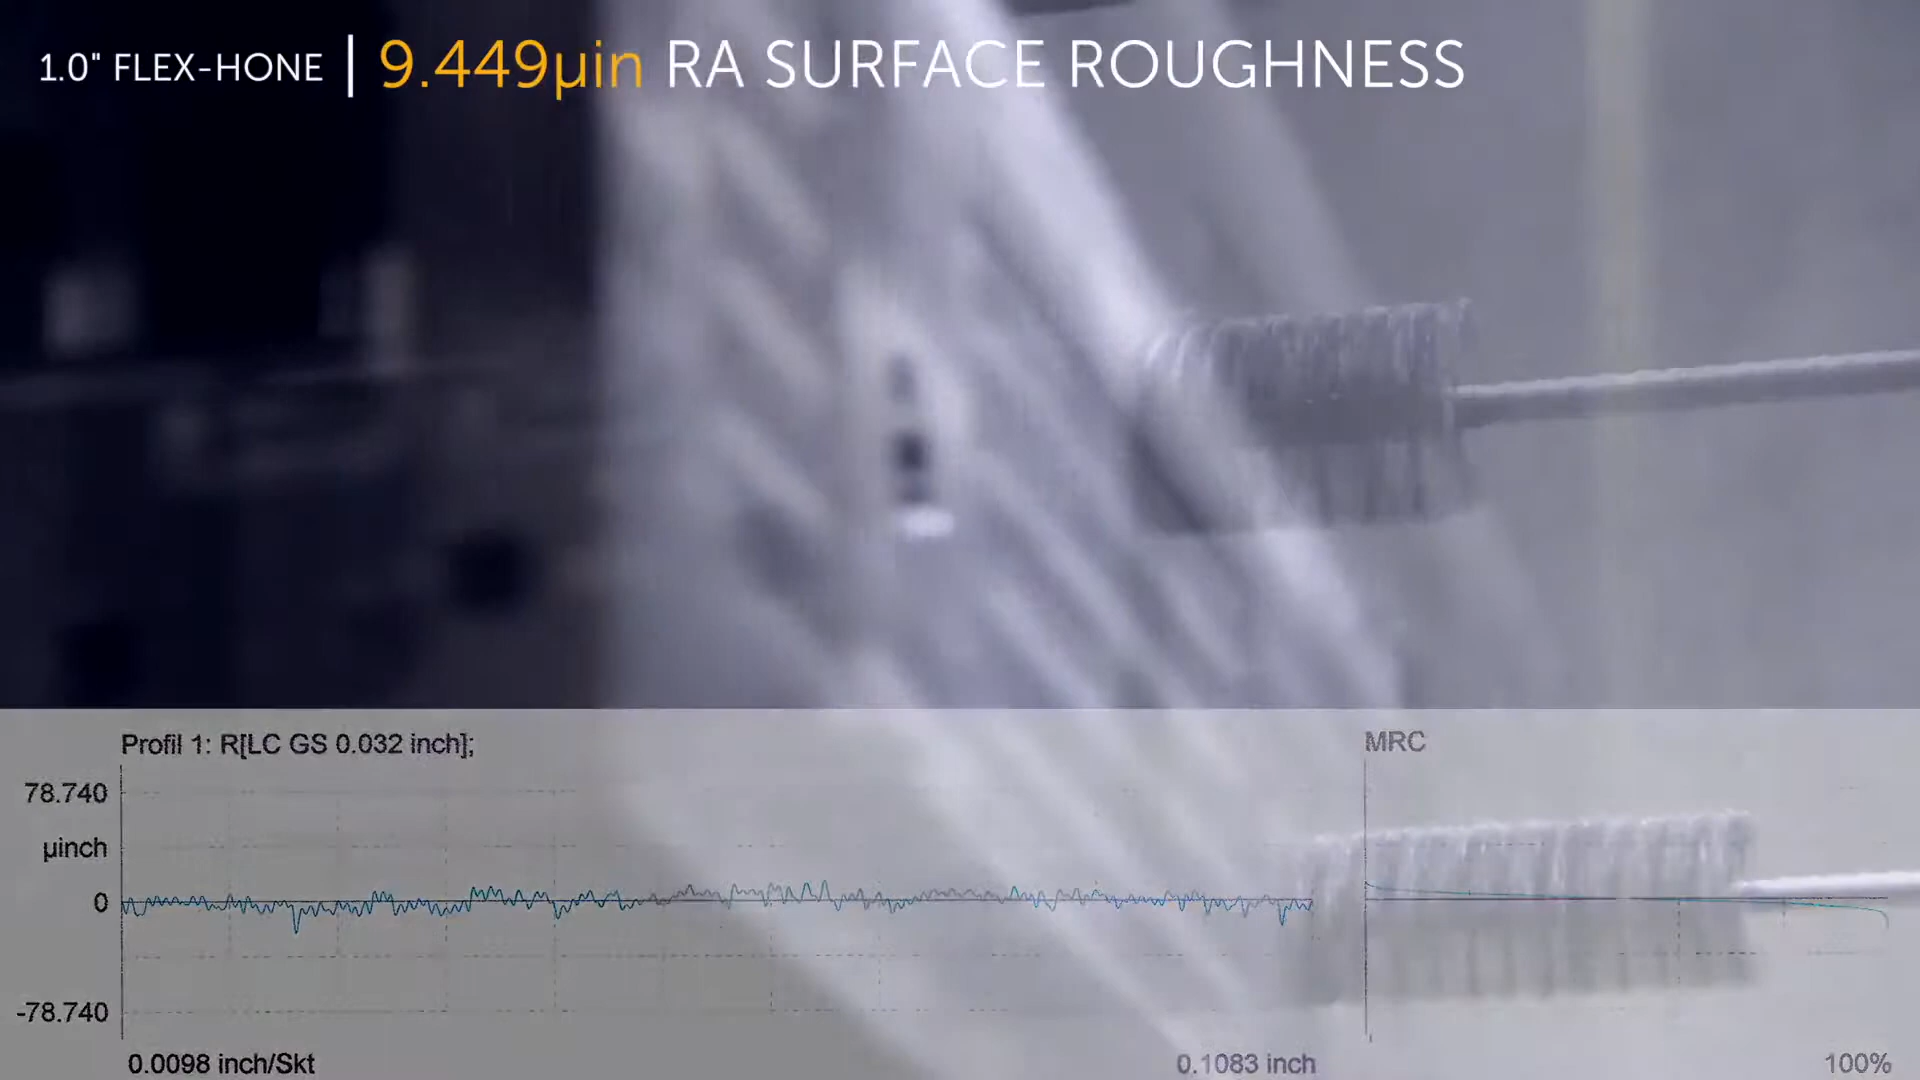 1.0" FLEX-HONE | 9.449µin RA SURFACE ROUGHNESS
Profil 1: R[LC GS 0.032 inch];
MRC
78.740
µinch
0
-78.740
0.0098 inch/Skt
0.1083 inch
100%